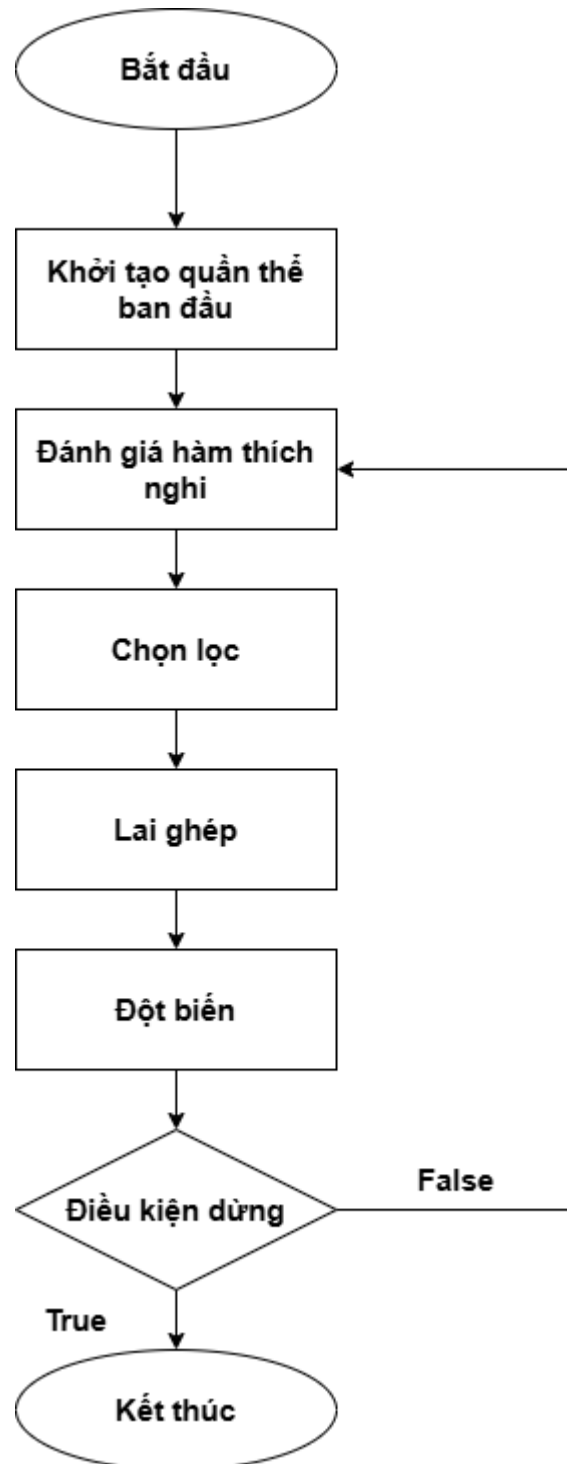 Bắt đầu
Khởi tạo quần thể
ban đầu
Đánh giá hàm thích
nghi
Chọn lọc
Lai ghép
Đột biến
Điều kiện dừng
False
True
Kết thúc